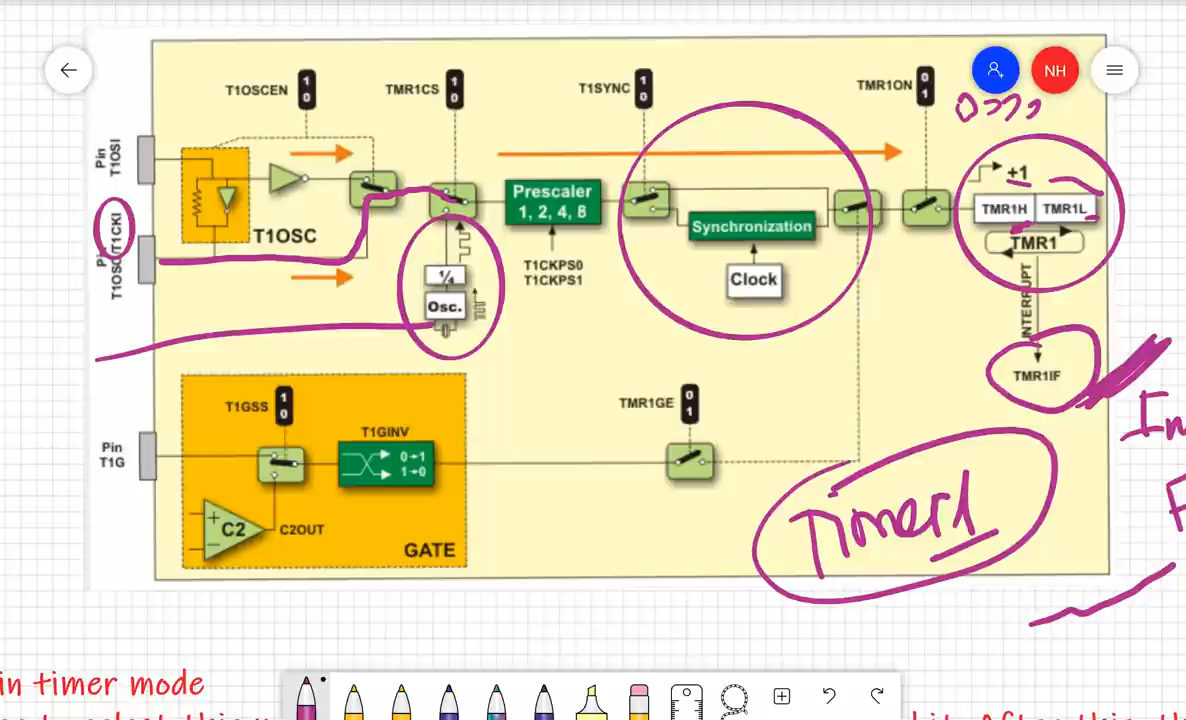 T1OSCEN
1
0
TMR1CS
1
0
T1SYNC
1
0
TMR1ON
0
1
NH
Pin
T1OSI
T1OSC
Pin
T1OSO/T1CKI
Prescaler
1, 2, 4, 8
T1CKPS0
T1CKPS1
1/4
Osc.
Synchronization
Clock
+1
TMR1H
TMR1L
TMR1
INTERRUPT
TMR1IF
Pin
T1G
T1GSS
1
0
T1GINV
0→1
1→0
C2
+
–
C2OUT
GATE
TMR1GE
0
1
Timer1
in timer mode